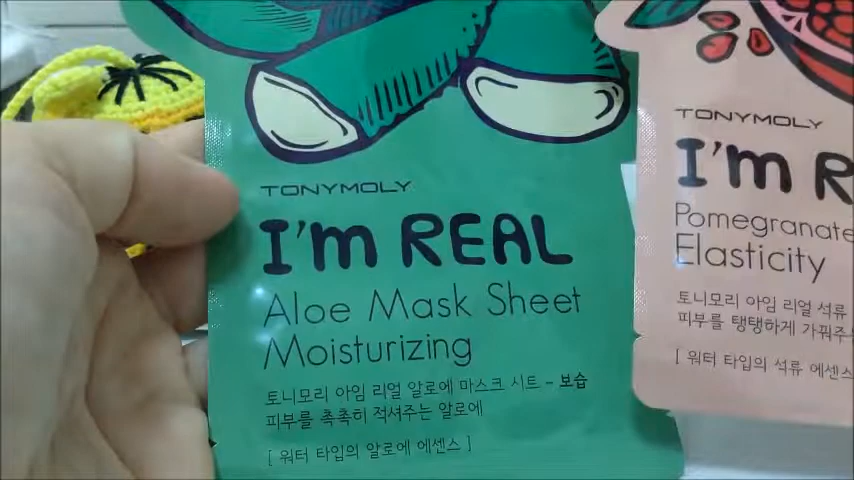 TONYMOLY
I'm REAL
Aloe Mask Sheet
Moisturizing
토니모리 아임 리얼 알로에 마스크 시트 - 보습
피부를 촉촉히 적셔주는 알로에
[ 워터 타입의 알로에 에센스 ]
TONYMOLY
I'm R
Pomegranate
Elasticity
토니모리 아임 리얼 석류
피부를 탱탱하게 가꿔주
[ 워터 타입의 석류 에센스